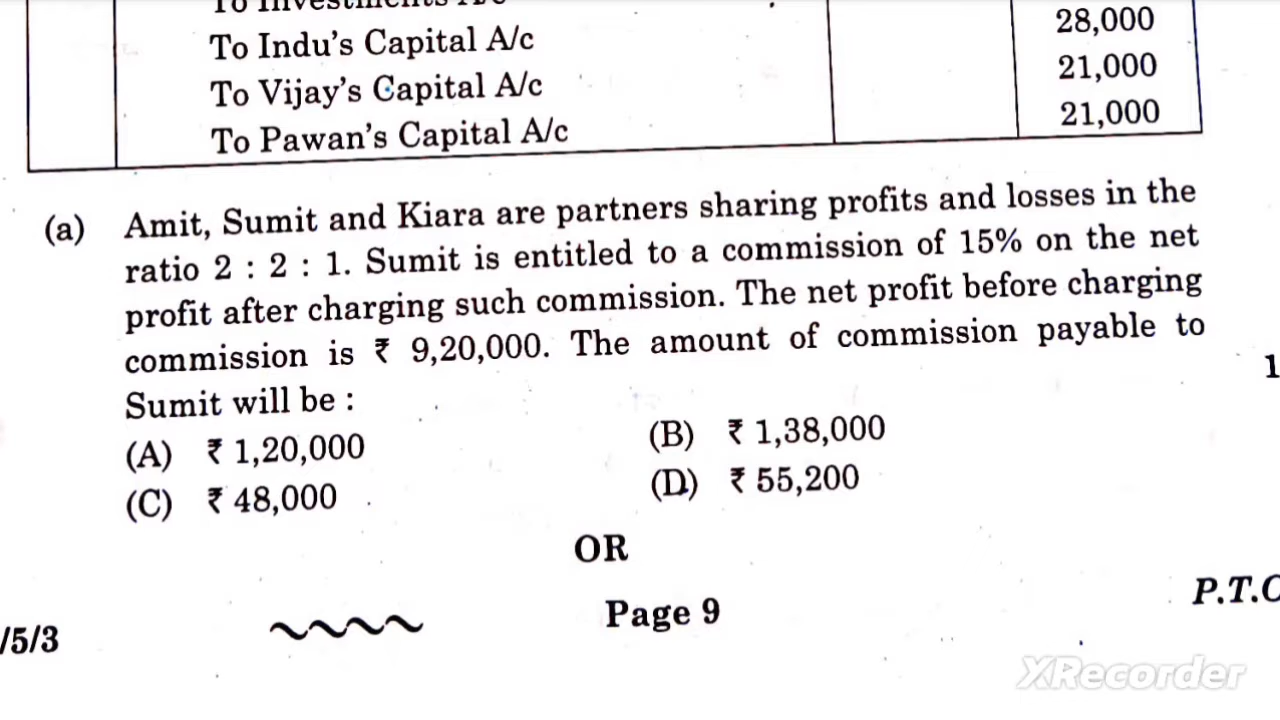 To Investments A/c
28,000
To Indu's Capital A/c
21,000
To Vijay's Capital A/c
21,000
To Pawan's Capital A/c
(a) Amit, Sumit and Kiara are partners sharing profits and losses in the
ratio 2 : 2 : 1. Sumit is entitled to a commission of 15% on the net
profit after charging such commission. The net profit before charging
commission is ₹ 9,20,000. The amount of commission payable to
Sumit will be :
1
(A) ₹ 1,20,000 (B) ₹ 1,38,000
(C) ₹ 48,000 (D) ₹ 55,200
OR
/5/3 Page 9 P.T.O
XRecorder